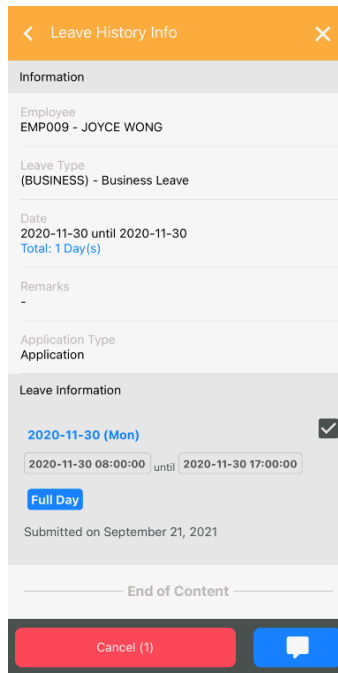 Leave History Info
Information
Employee
EMP009 - JOYCE WONG
Leave Type
(BUSINESS) - Business Leave
Date
2020-11-30 until 2020-11-30
Total: 1 Day(s)
Remarks
-
Application Type
Application
Leave Information
2020-11-30 (Mon)
2020-11-30 08:00:00 until 2020-11-30 17:00:00
Full Day
Submitted on September 21, 2021
End of Content
Cancel (1)